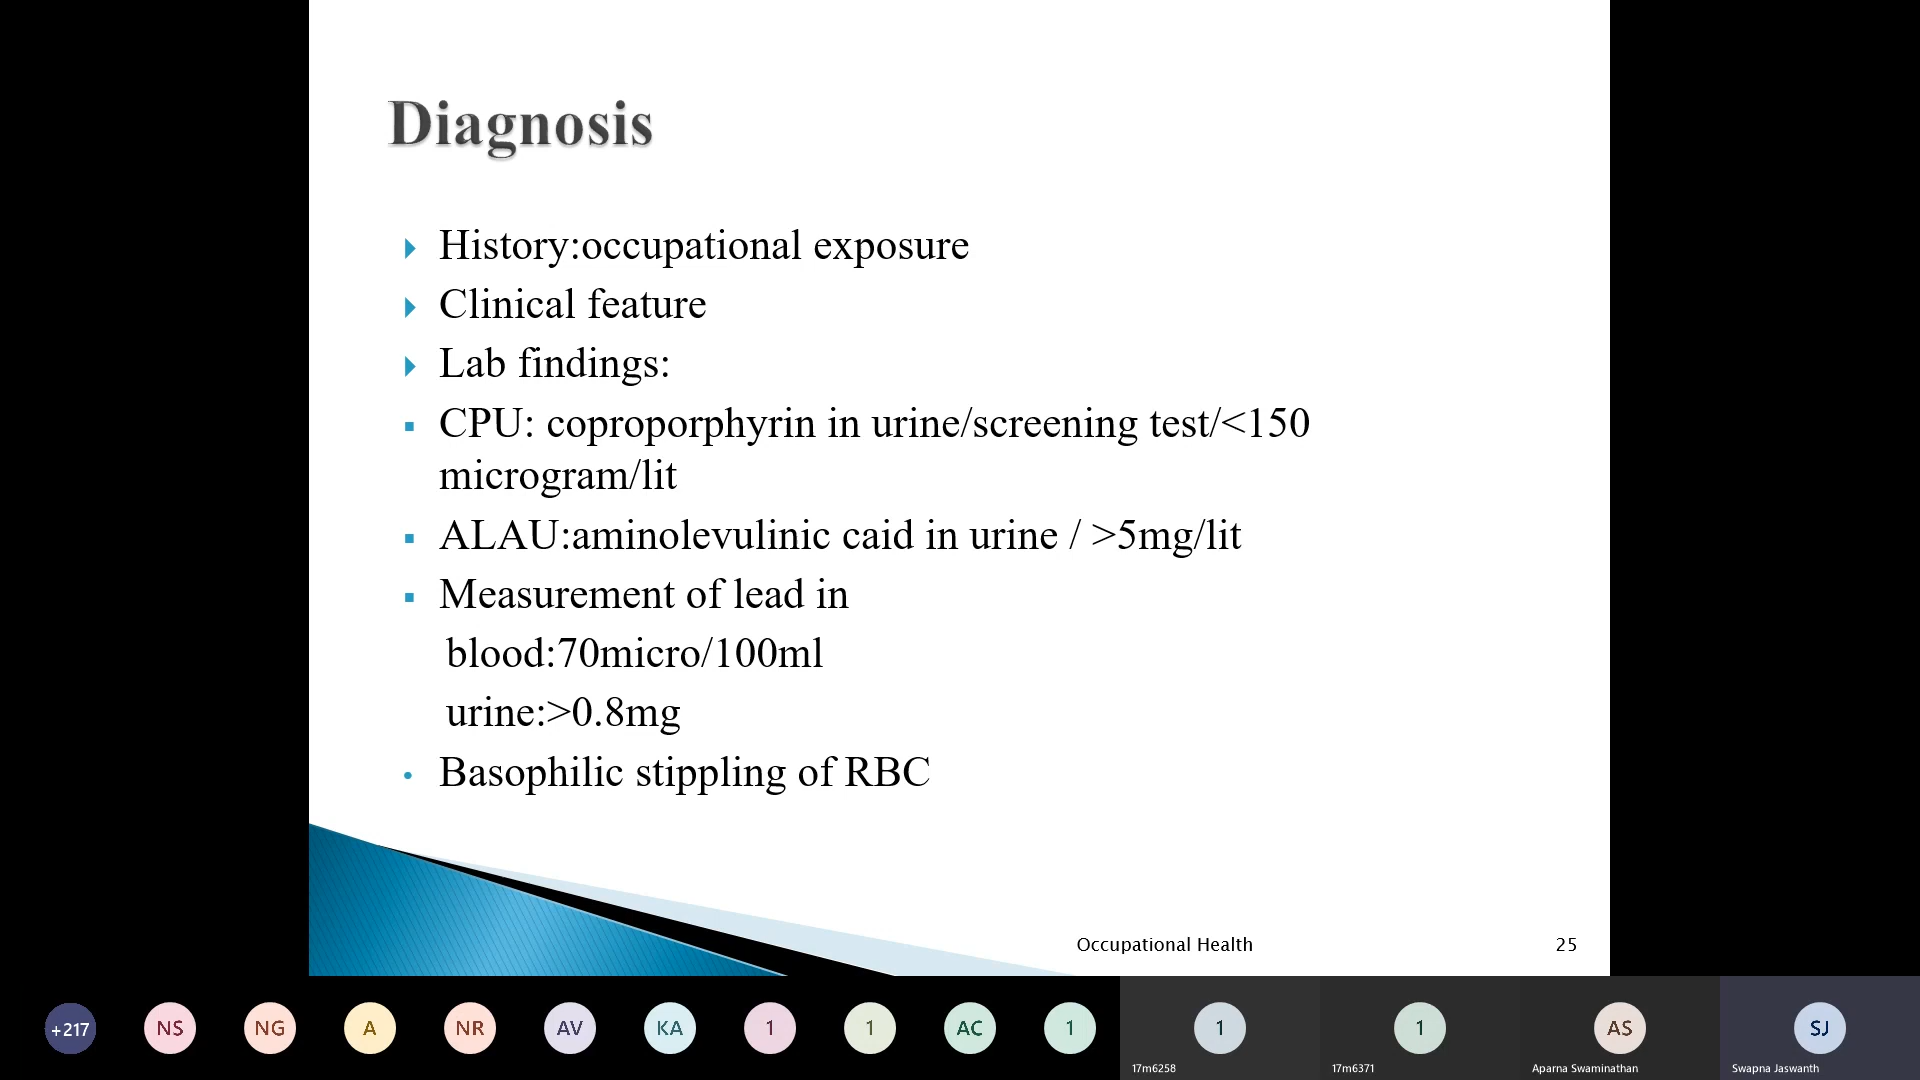 Diagnosis
History:occupational exposure
Clinical feature
Lab findings:
CPU: coproporphyrin in urine/screening test/<150
microgram/lit
ALAU:aminolevulinic caid in urine / >5mg/lit
Measurement of lead in
blood:70micro/100ml
urine:>0.8mg
Basophilic stippling of RBC
Occupational Health 25
+217 NS NG A NR AV KA 1 1 AC 1 1 1 AS SJ
17m6258 17m6371 Aparna Swaminathan Swapna Jaswanth